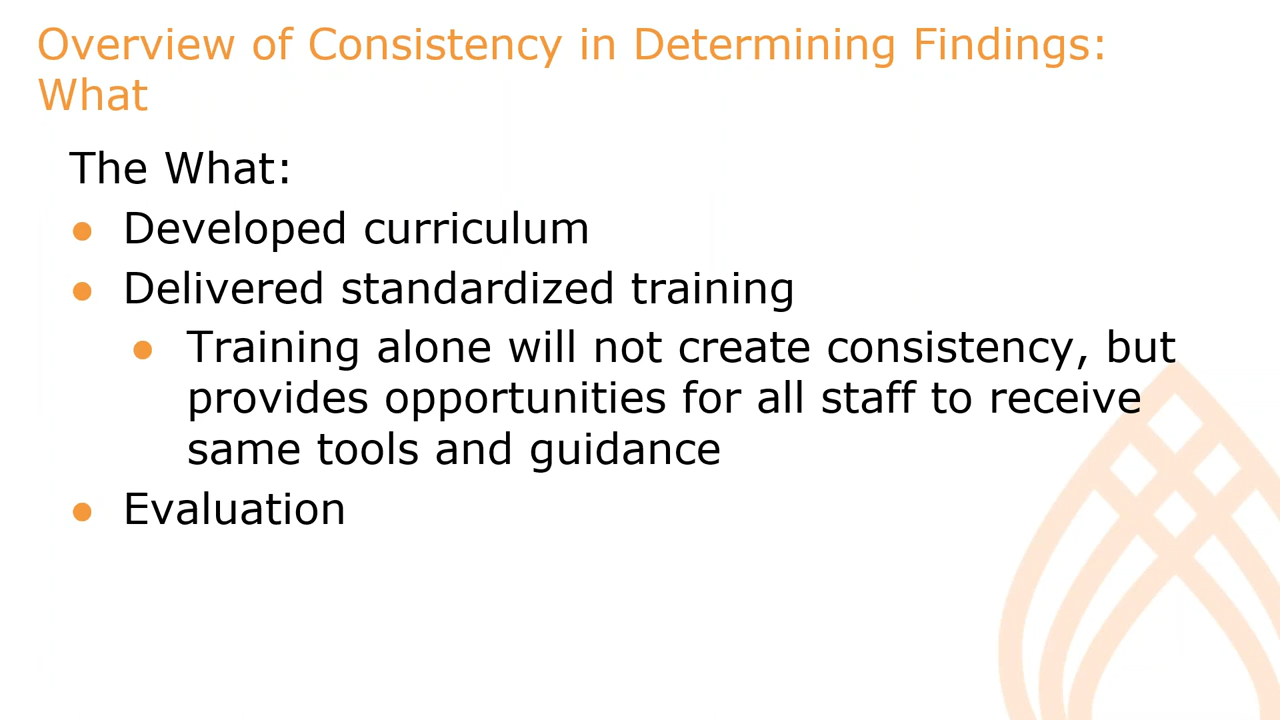 Overview of Consistency in Determining Findings:
What
The What:
● Developed curriculum
● Delivered standardized training
● Training alone will not create consistency, but
provides opportunities for all staff to receive
same tools and guidance
● Evaluation